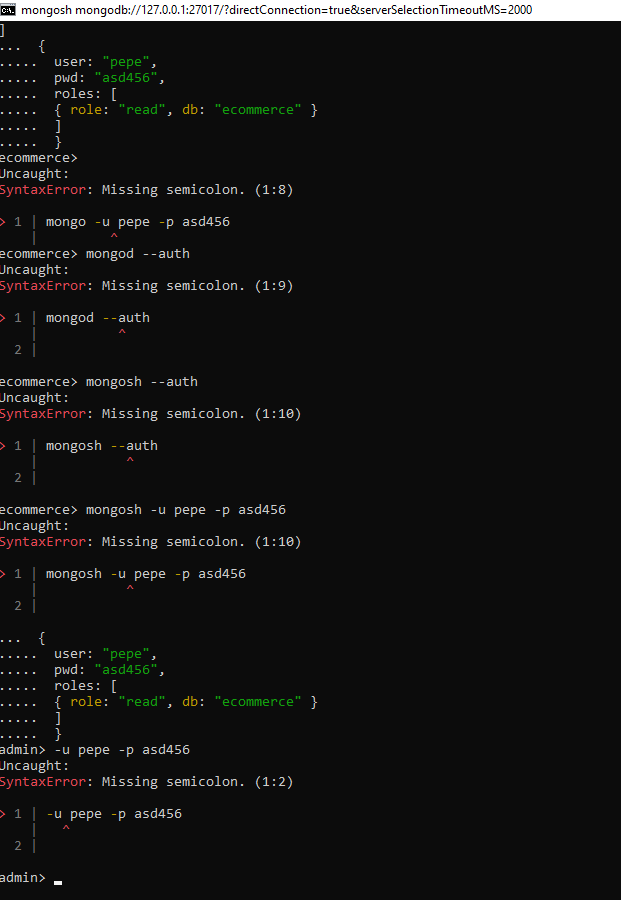 mongosh mongodb://127.0.0.1:27017/?directConnection=true&serverSelectionTimeoutMS=2000
]
...  {
.....  user: "pepe",
.....  pwd: "asd456",
.....  roles: [
.....  { role: "read", db: "ecommerce" }
.....  ]
.....  }
ecommerce>
Uncaught:
SyntaxError: Missing semicolon. (1:8)
> 1 | mongo -u pepe -p asd456
    |         ^
ecommerce> mongod --auth
Uncaught:
SyntaxError: Missing semicolon. (1:9)
> 1 | mongod --auth
    |          ^
  2 |
ecommerce> mongosh --auth
Uncaught:
SyntaxError: Missing semicolon. (1:10)
> 1 | mongosh --auth
    |           ^
  2 |
ecommerce> mongosh -u pepe -p asd456
Uncaught:
SyntaxError: Missing semicolon. (1:10)
> 1 | mongosh -u pepe -p asd456
    |           ^
  2 |
...  {
.....  user: "pepe",
.....  pwd: "asd456",
.....  roles: [
.....  { role: "read", db: "ecommerce" }
.....  ]
.....  }
admin> -u pepe -p asd456
Uncaught:
SyntaxError: Missing semicolon. (1:2)
> 1 | -u pepe -p asd456
    |   ^
  2 |
admin> _